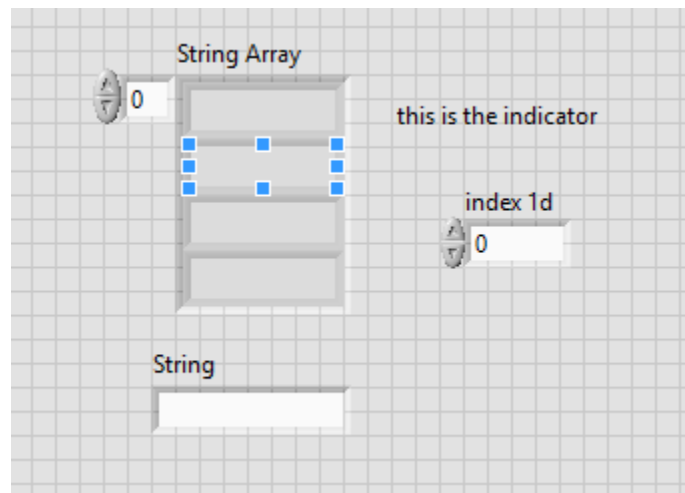 String Array
0
this is the indicator
index 1d
0
String